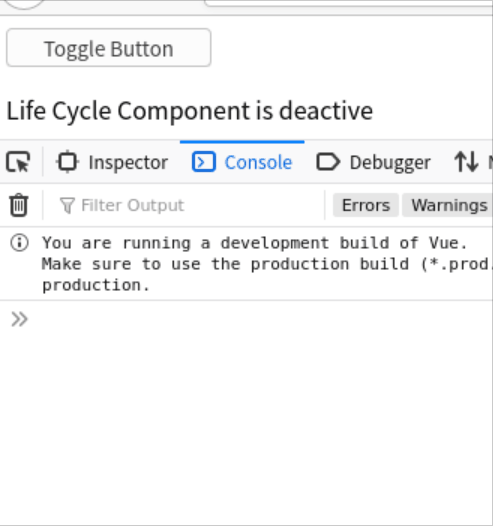 Toggle Button
Life Cycle Component is deactive
Inspector Console Debugger
Filter Output Errors Warnings
You are running a development build of Vue.
Make sure to use the production build (*.prod.
production.